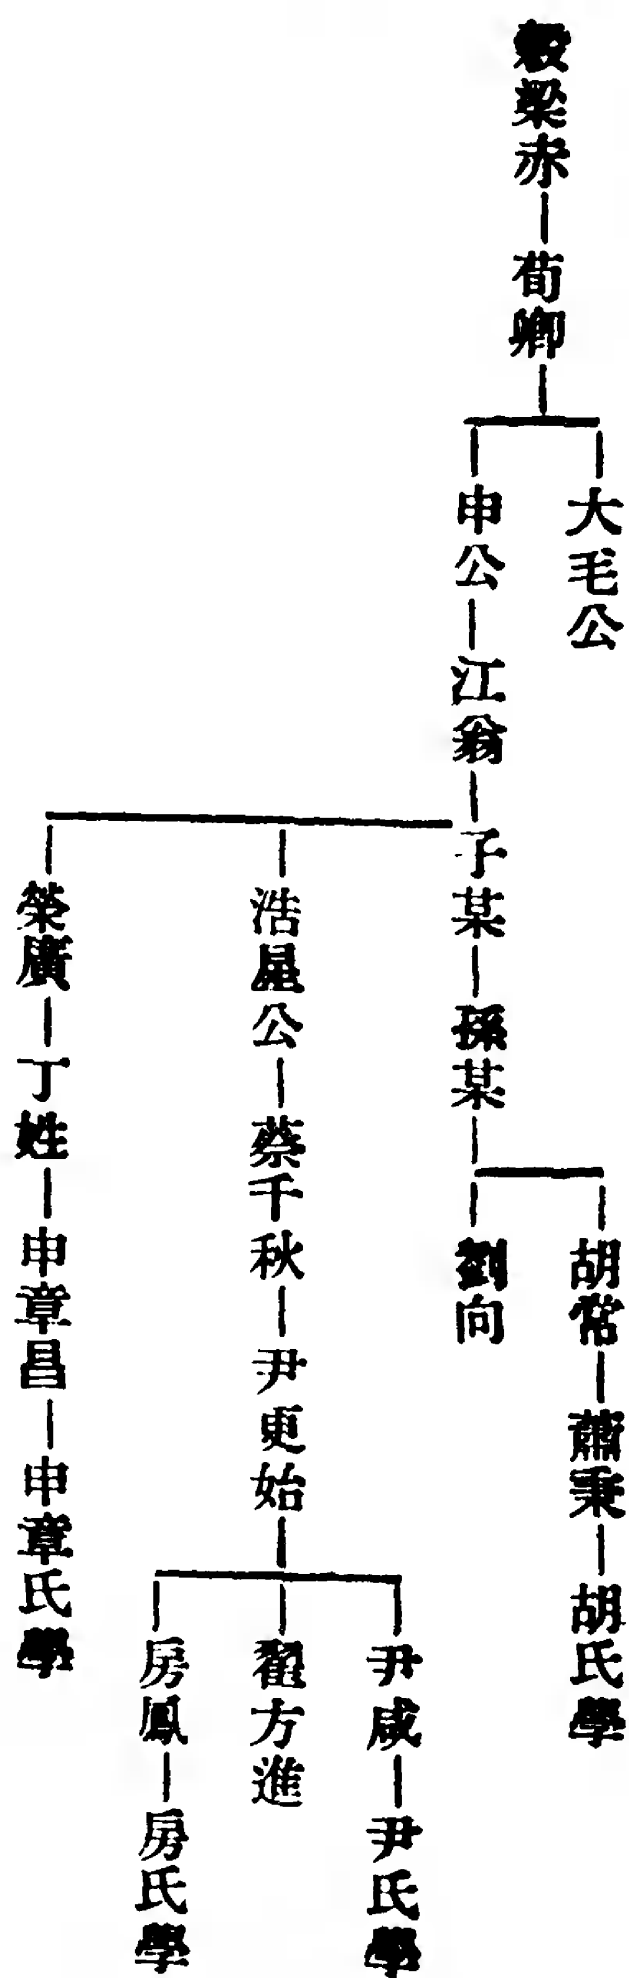 穀梁赤
荀卿
大毛公
申公
江翁
子某
孫某
胡常
蕭秉
胡氏學
劉向
浩星公
蔡千秋
尹更始
尹咸
尹氏學
翟方進
房鳳
房氏學
榮廣
丁姓
申章昌
申章氏學